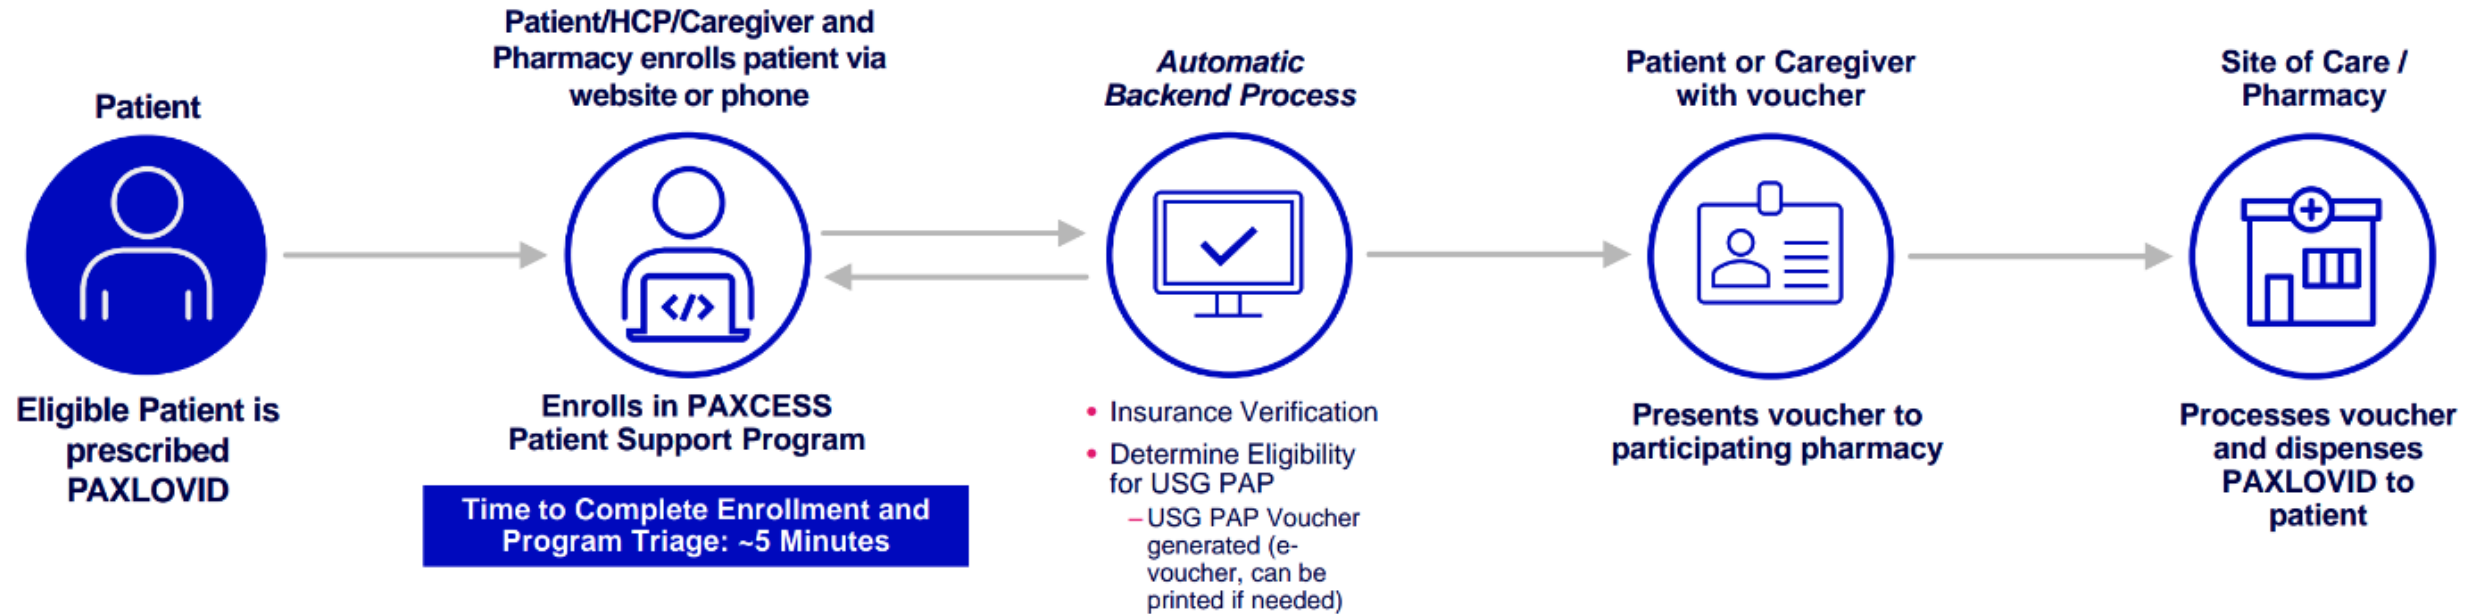 Patient
Eligible Patient is
prescribed
PAXLOVID
Patient/HCP/Caregiver and
Pharmacy enrolls patient via
website or phone
</>
Enrolls in PAXCESS
Patient Support Program
Time to Complete Enrollment and
Program Triage: ~5 Minutes
Automatic
Backend Process
• Insurance Verification
• Determine Eligibility
for USG PAP
– USG PAP Voucher
generated (e-
voucher, can be
printed if needed)
Patient or Caregiver
with voucher
Presents voucher to
participating pharmacy
Site of Care /
Pharmacy
Processes voucher
and dispenses
PAXLOVID to
patient